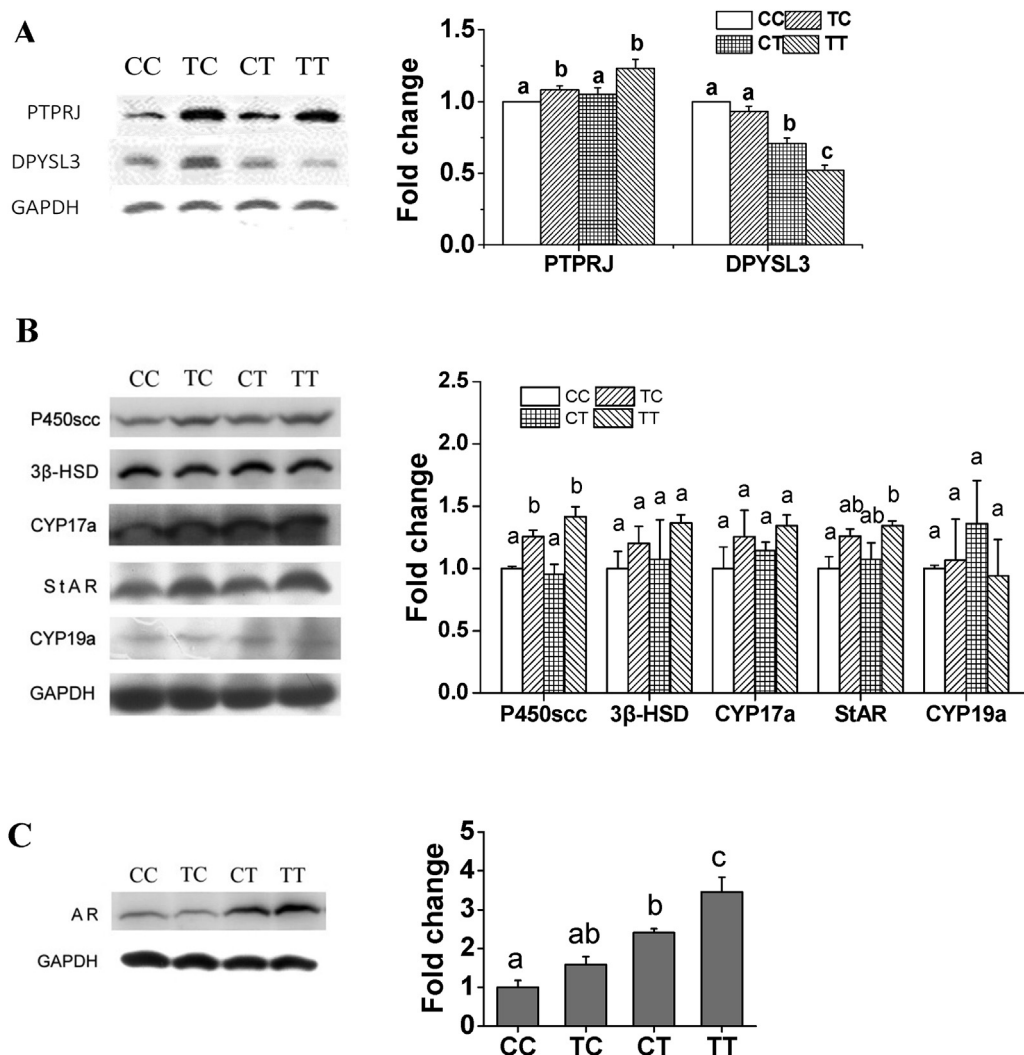 A
CC TC CT TT
PTPRJ
DPYSL3
GAPDH
CC TC
CT TT
Fold change
1.5
1.0
0.5
0.0
a b a b a a b c
PTPRJ DPYSL3
B
CC TC CT TT
P450scc
3β-HSD
CYP17a
StAR
CYP19a
GAPDH
CC TC
CT TT
Fold change
2.5
2.0
1.5
1.0
0.5
0.0
a b a b a a a a a a a a a ab ab b a a a a
P450scc 3β-HSD CYP17a StAR CYP19a
C
CC TC CT TT
AR
GAPDH
Fold change
5
4
3
2
1
0
a ab b c
CC TC CT TT